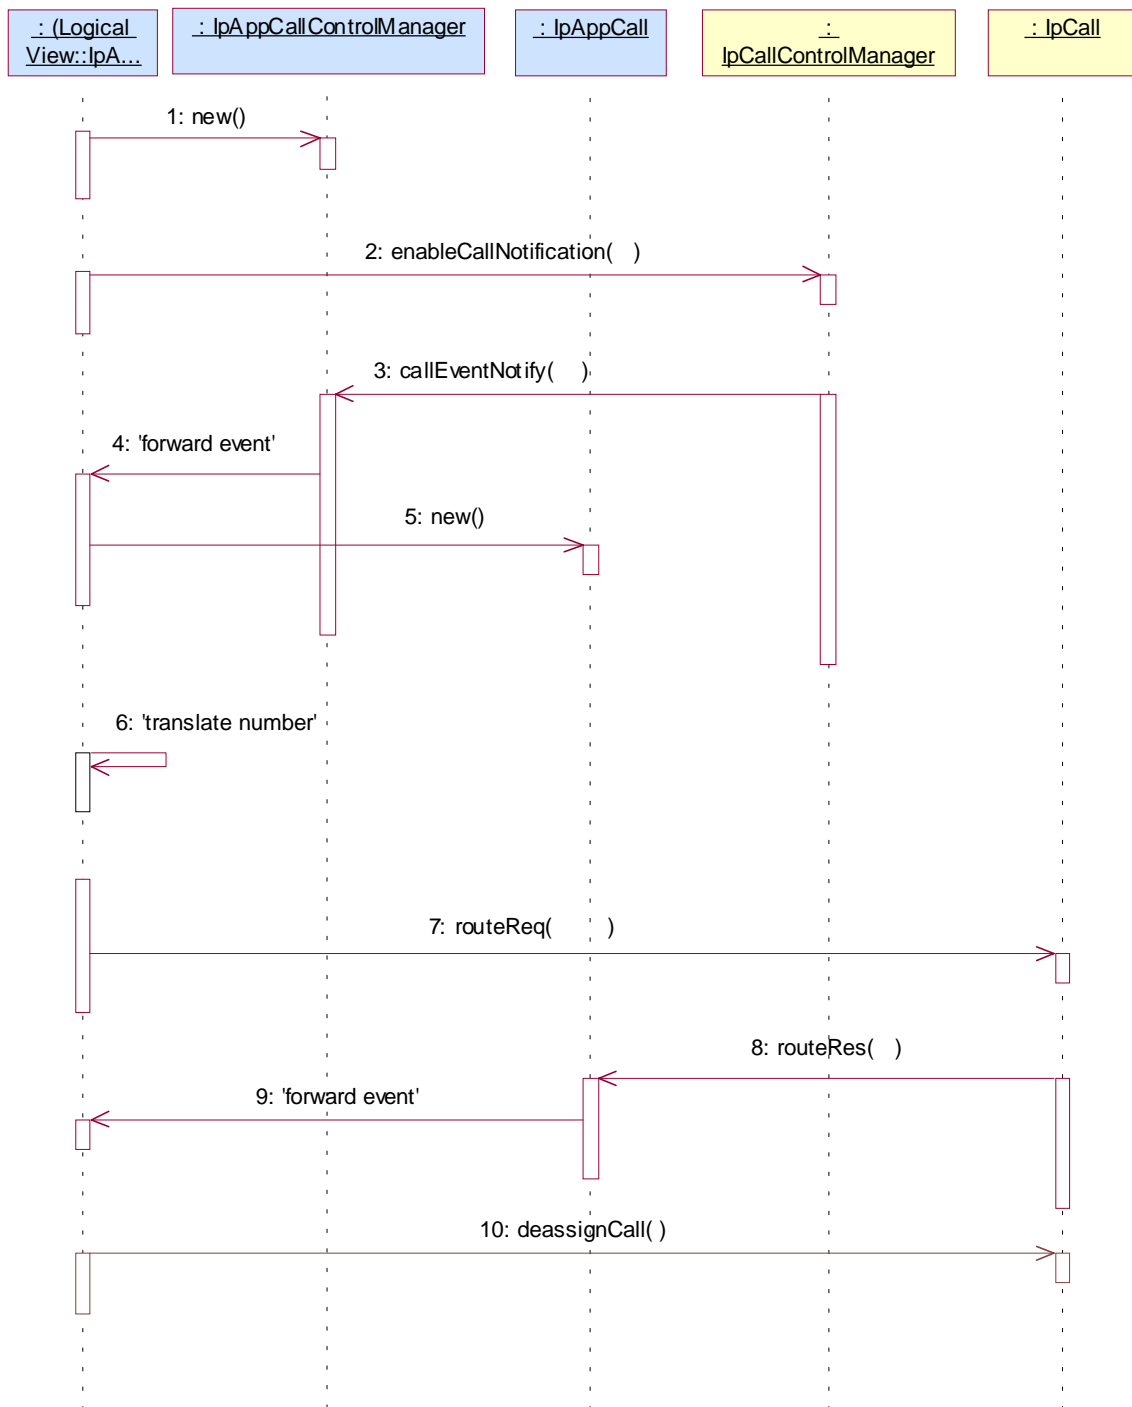 : (Logical
View::IpA...
: IpAppCallControlManager
: IpAppCall
:
IpCallControlManager
: IpCall
1: new()
2: enableCallNotification( )
3: callEventNotify( )
4: 'forward event'
5: new()
6: 'translate number'
7: routeReq( )
8: routeRes( )
9: 'forward event'
10: deassignCall( )